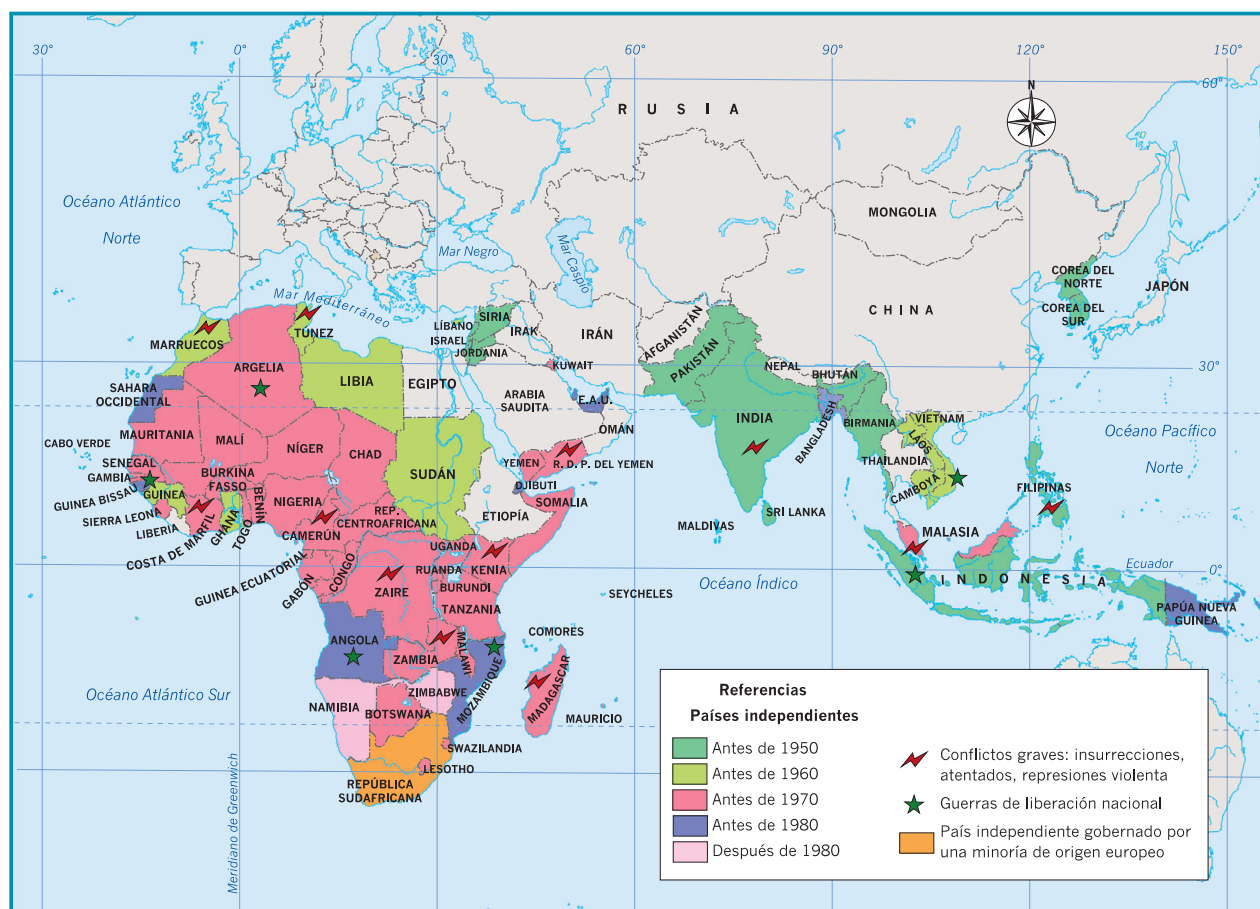 30°
0°
30°
60°
90°
120°
150°
60°
N
RUSIA
Océano Atlántico
Norte
MONGOLIA
Mar Negro
Mar Caspio
COREA DEL
NORTE
JAPÓN
COREA DEL
SUR
CHINA
Mar Mediterráneo
SIRIA
LÍBANO
ISRAEL
IRAK
JORDANIA
IRÁN
AFGANISTÁN
PAKISTÁN
MARRUECOS
TÚNEZ
ARGELIA
LIBIA
EGIPTO
KUWAIT
NEPAL
BHUTÁN
30°
SAHARA
OCCIDENTAL
ARABIA
SAUDITA
E.A.U.
OMÁN
INDIA
BANGLADESH
BIRMANIA
VIETNAM
LAOS
THAILANDIA
CAMBOYA
Océano Pacífico
Norte
MAURITANIA
MALÍ
NÍGER
CHAD
SUDÁN
CABO VERDE
SENEGAL
GAMBIA
GUINEA BISSAU
GUINEA
BURKINA
FASSO
BENÍN
NIGERIA
YEMEN
R. D. P. DEL YEMEN
DJIBUTI
SOMALIA
ETIOPÍA
SIERRA LEONA
LIBERIA
COSTA DE MARFIL
GHANA
TOGO
CAMERÚN
REP.
CENTROAFRICANA
MALDIVAS
SRI LANKA
FILIPINAS
MALASIA
GUINEA ECUATORIAL
GABÓN
CONGO
ZAIRE
UGANDA
RUANDA
KENIA
BURUNDI
TANZANIA
SEYCHELES
Océano Índico
Ecuador
0°
INDONESIA
PAPÚA NUEVA
GUINEA
ANGOLA
ZAMBIA
MALAWI
COMORES
MOZAMBIQUE
Océano Atlántico Sur
NAMIBIA
ZIMBABWE
BOTSWANA
MADAGASCAR
MAURICIO
SWAZILANDIA
LESOTHO
REPÚBLICA
SUDAFRICANA
Meridiano de Greenwich
Referencias
Países independientes
Antes de 1950
Antes de 1960
Antes de 1970
Antes de 1980
Después de 1980
Conflictos graves: insurrecciones,
atentados, represiones violenta
Guerras de liberación nacional
País independiente gobernado por
una minoría de origen europeo